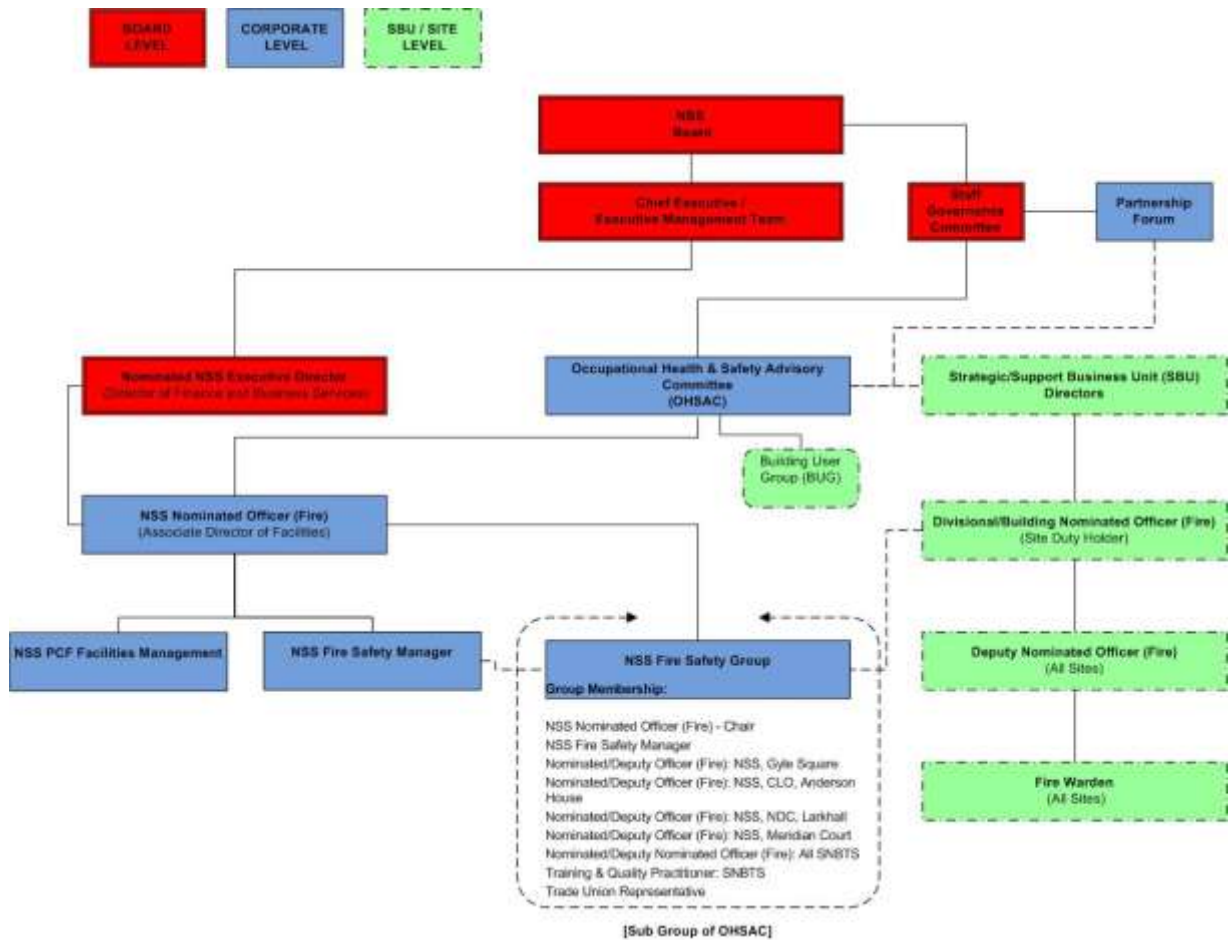 BOARD
LEVEL
CORPORATE
LEVEL
SBU / SITE
LEVEL
NSS
Board
Chief Executive /
Executive Management Team
Staff
Governance
Committee
Partnership
Forum
Nominated NSS Executive Director
(Director of Finance and Business Services)
Occupational Health & Safety Advisory
Committee
(OHSAC)
Strategic/Support Business Unit (SBU)
Directors
Building User
Group (BUG)
NSS Nominated Officer (Fire)
(Associate Director of Facilities)
Divisional/Building Nominated Officer (Fire)
(Site Duty Holder)
NSS PCF Facilities Management
NSS Fire Safety Manager
NSS Fire Safety Group
Group Membership:
NSS Nominated Officer (Fire) - Chair
NSS Fire Safety Manager
Nominated/Deputy Officer (Fire): NSS, Gyle Square
Nominated/Deputy Officer (Fire): NSS, CLO, Anderson
House
Nominated/Deputy Officer (Fire): NSS, NDC, Larkhall
Nominated/Deputy Officer (Fire): NSS, Meridian Court
Nominated/Deputy Nominated Officer (Fire): All SNBTS
Training & Quality Practitioner: SNBTS
Trade Union Representative
[Sub Group of OHSAC]
Deputy Nominated Officer (Fire)
(All Sites)
Fire Warden
(All Sites)